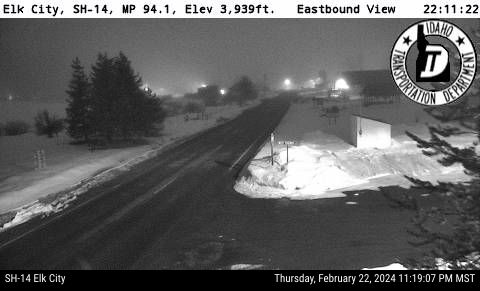 Elk City, SH-14, MP 94.1, Elev 3,939ft. Eastbound View 22:11:22
IDAHO
TRANSPORTATION DEPARTMENT
SH-14 Elk City Thursday, February 22, 2024 11:19:07 PM MST